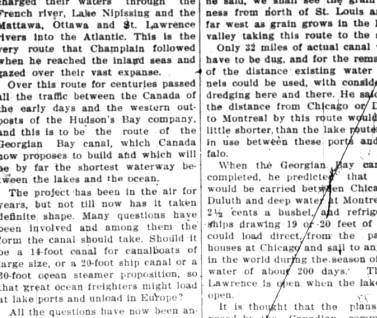 charged their waters through the
French river, Lake Nipissing and the
Mattawa, Ottawa and St. Lawrence
rivers into the Atlantic. This is the
very route that Champlain followed
when he reached the inland seas and
gazed over their vast expanse.
Over this route for centuries passed
all the traffic between the Canada of
the early days and the western out-
posts of the Hudson's Bay company,
and this is to be the route of the
Georgian Bay canal, which Canada
now proposes to build and which will
be by far the shortest waterway be-
tween the lakes and the ocean.
The project has been in the air for
years, but not till now has it taken
definite shape. Many questions have
been involved and among them the
form the canal should take. Should it
be a 14-foot canal for canalboats of
large size, or a 20-foot ship canal or a
30-foot ocean steamer proposition, so
that great ocean freighters might load
at lake ports and unload in Europe?
All the questions have now been an-
he said, we shall see the grain
ness from north of St. Louis a
far west as grain grows in the
valley taking this route to the s
Only 32 miles of actual canal
have to be dug, and for the rema
of the distance existing water
nels could be used, with conside
dredging here and there. He sa
the distance from Chicago or D
to Montreal by this route would
little shorter, than the lake route
in use between these ports and
falo.
When the Georgian Bay can
completed, he predicted that
would be carried between Chica
Duluth and deep water at Montre
2½ cents a bushel, and refrig
ships drawing 19 or 20 feet of
could load direct from the pa
houses at Chicago and sail to an
in the world during the season of
water of about 200 days. Th
Lawrence is open when the lake
open.
It is thought that the plans